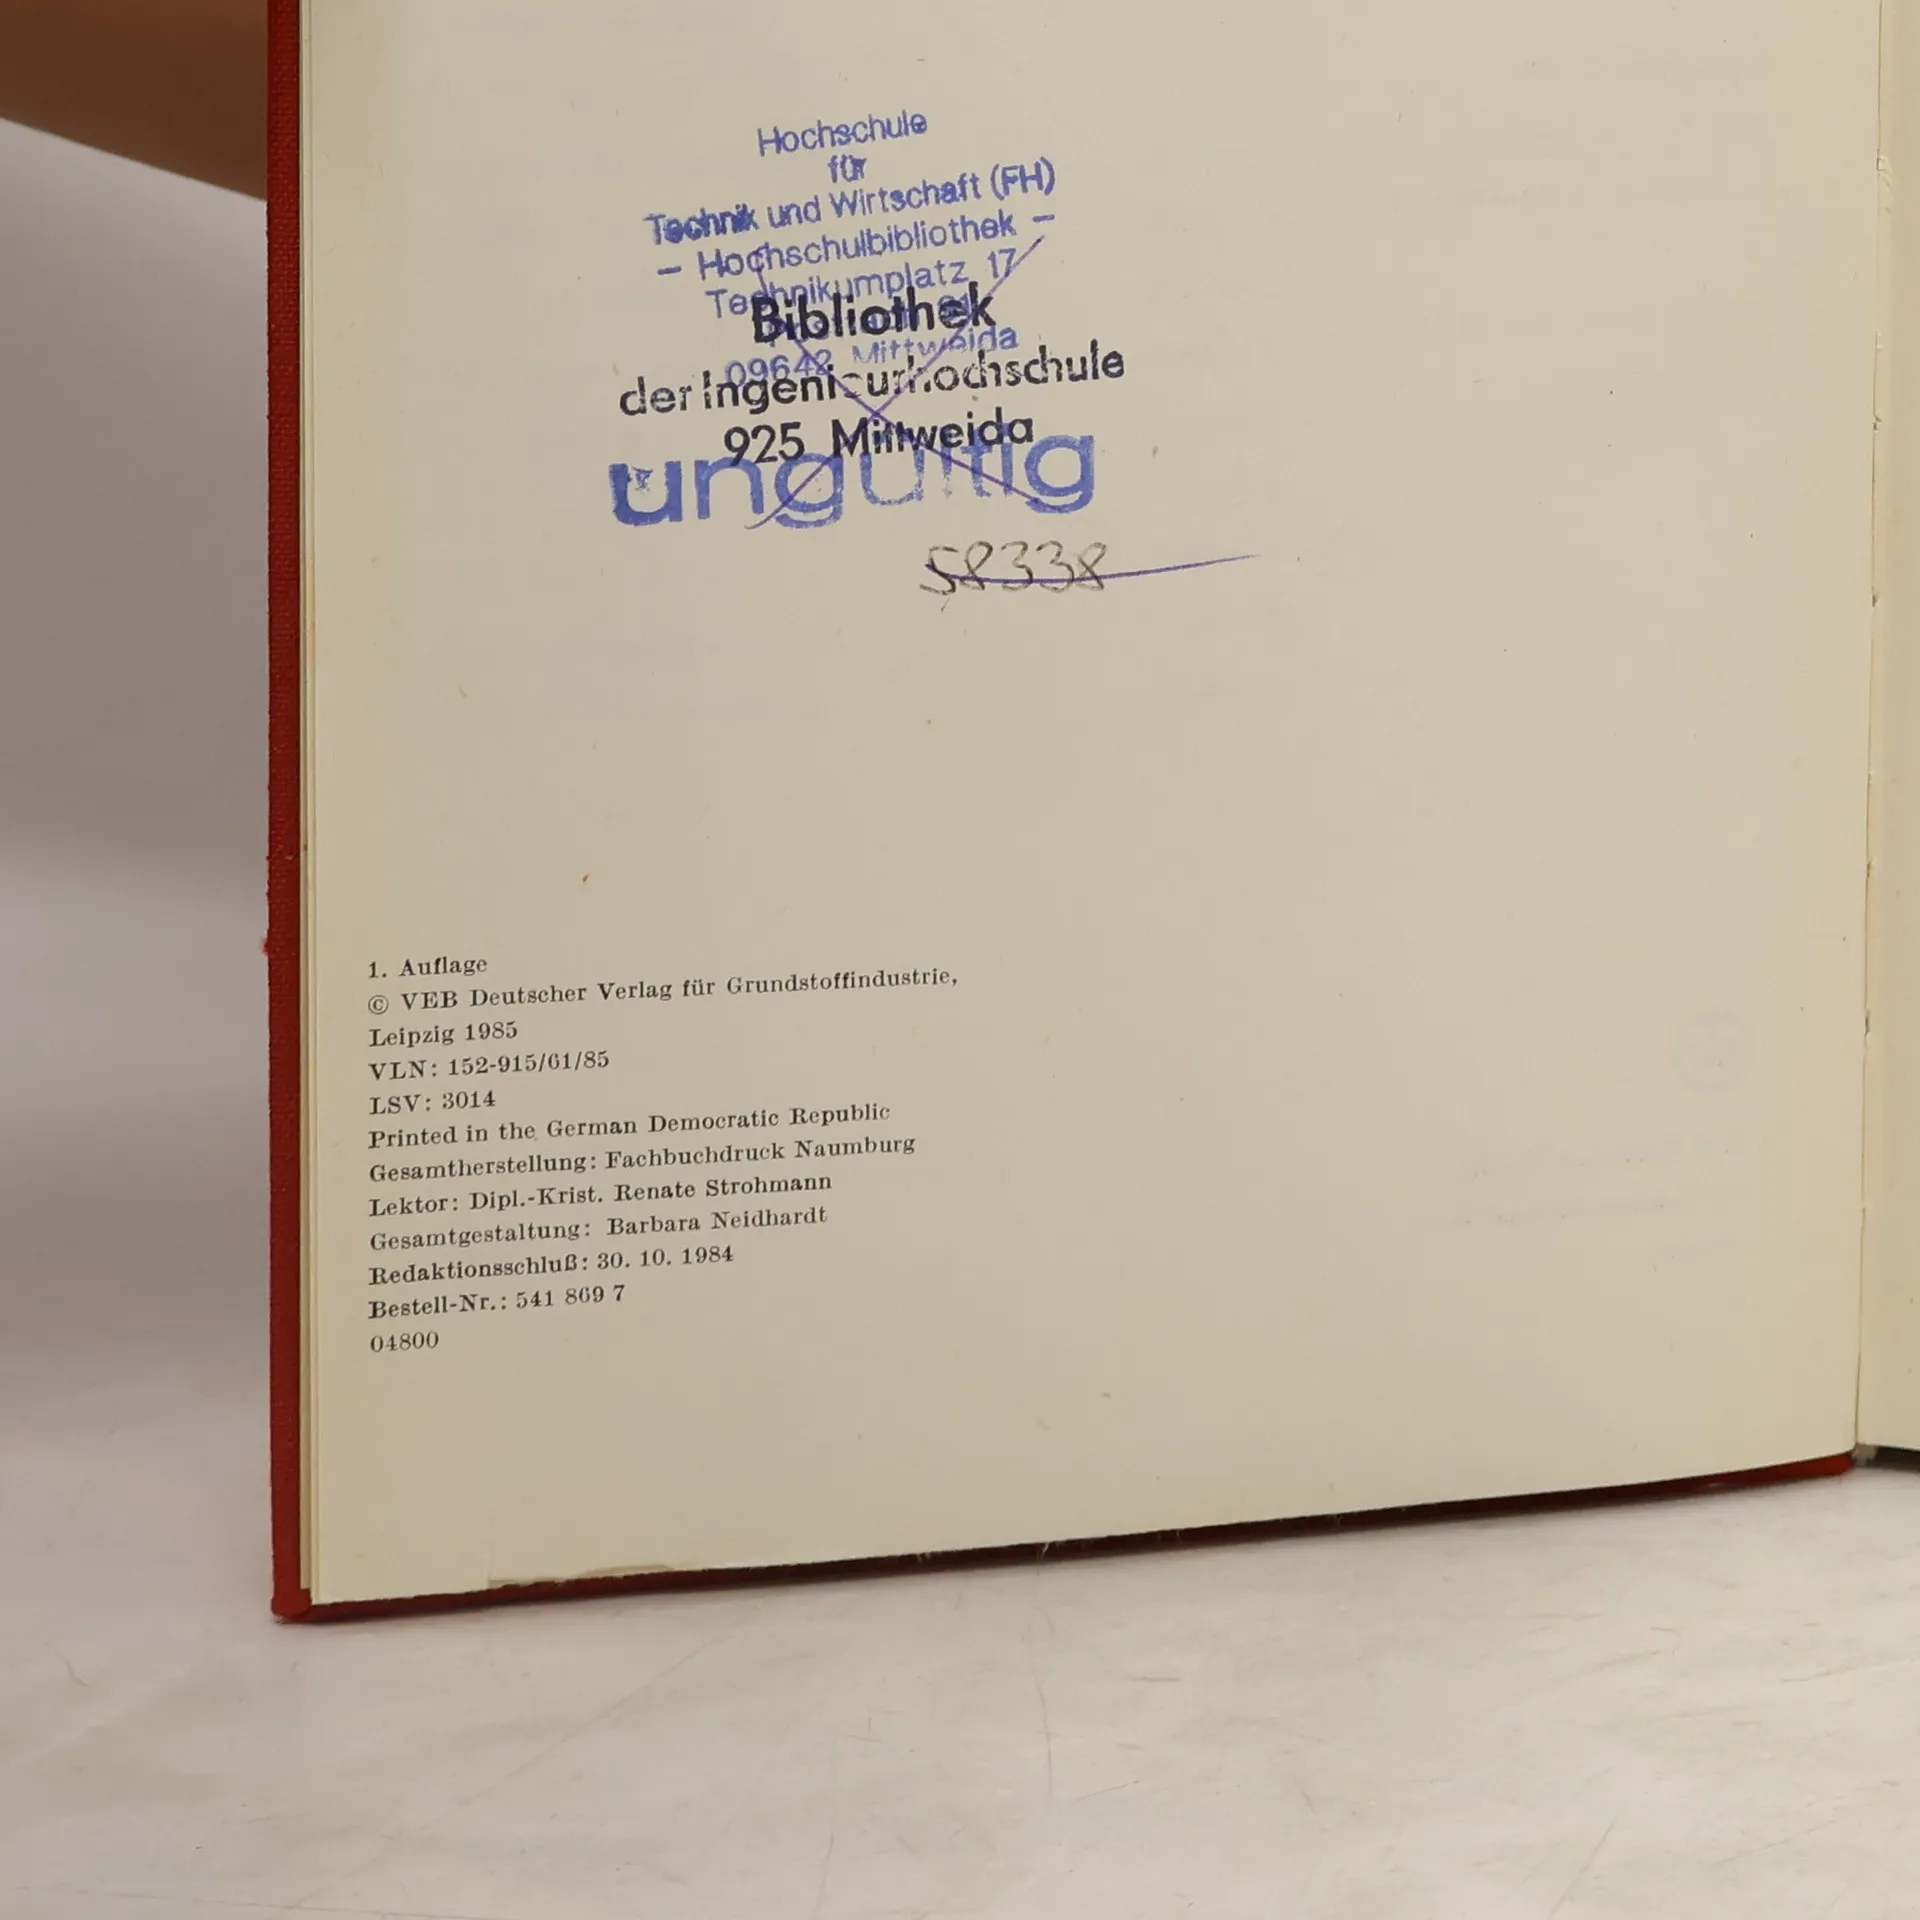 Hochschule
für
Technik und Wirtschaft (FH)
– Hochschulbibliothek –
Technikumplatz 17
09642 Mittweida
Bibliothek
der Ingenieurhochschule
925 Mittweida
ungültig
58338
1. Auflage
© VEB Deutscher Verlag für Grundstoffindustrie,
Leipzig 1985
VLN: 152-915/61/85
LSV: 3014
Printed in the German Democratic Republic
Gesamtherstellung: Fachbuchdruck Naumburg
Lektor: Dipl.-Krist. Renate Strohmann
Gesamtgestaltung: Barbara Neidhardt
Redaktionsschluß: 30. 10. 1984
Bestell-Nr.: 541 869 7
04800